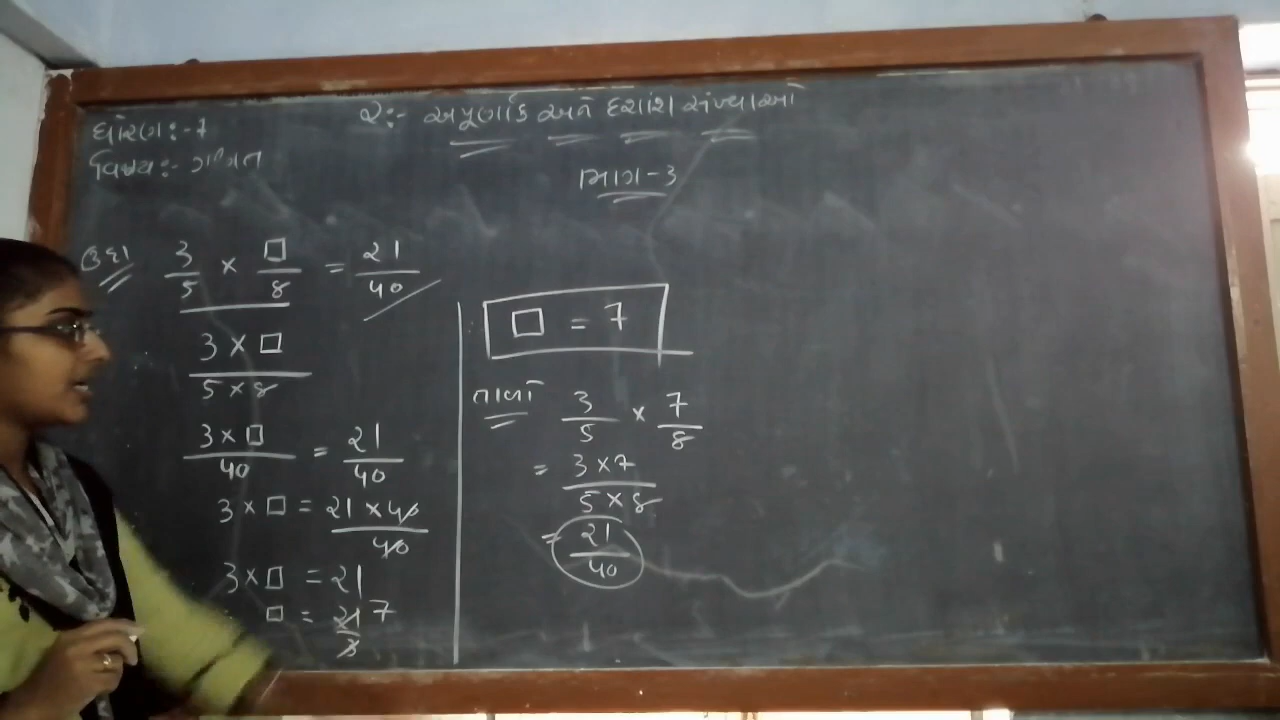 ધોરણ:- 7
વિષય:- ગણિત
૨:- અપૂર્ણાંક અને દશાંશ સંખ્યાઓ
ભાગ-3
ઉદા 3/5 × □/8 = 21/40
3 × □ / 5 × 8
3 × □ / 40 = 21/40
3 × □ = 21 × 40 / 40
3 × □ = 21
□ = 21/3 7
□ = 7
તાળો 3/5 × 7/8
= 3 × 7 / 5 × 8
= 21/40